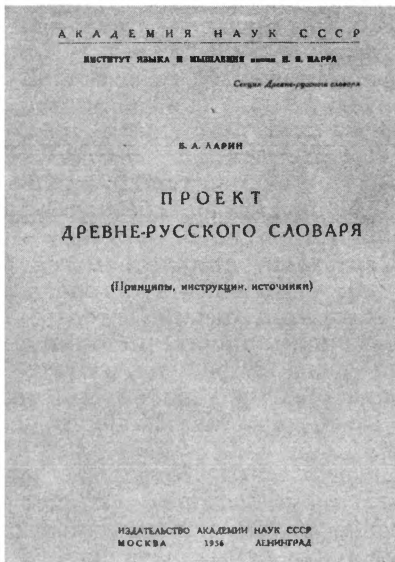 АКАДЕМИЯ НАУК СССР
ИНСТИТУТ ЯЗЫКА И МЫШЛЕНИЯ имени Н. Я. МАРРА
Секция Древне-русского словаря
Б. А. ЛАРИН
ПРОЕКТ
ДРЕВНЕ-РУССКОГО СЛОВАРЯ
(Принципы, инструкции, источники)
ИЗДАТЕЛЬСТВО АКАДЕМИИ НАУК СССР
МОСКВА 1936 ЛЕНИНГРАД